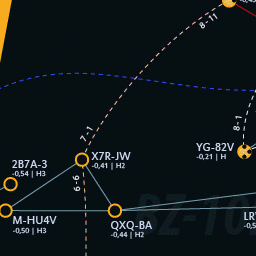 8-11
7-1
8-1
YG-82V
-0,21 | H
X7R-JW
-0,41 | H2
2B7A-3
-0,54 | H3
6-6
M-HU4V
-0,50 | H3
QXQ-BA
-0,44 | H2